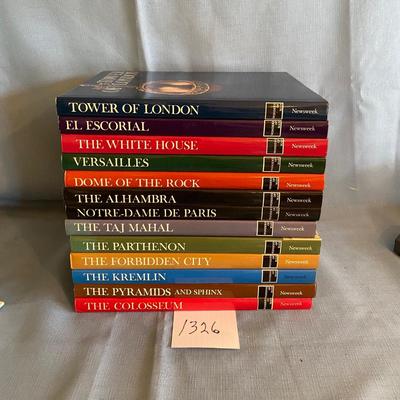 TOWER OF LONDON Newsweek
EL ESCORIAL Newsweek
THE WHITE HOUSE Newsweek
VERSAILLES Newsweek
DOME OF THE ROCK Newsweek
THE ALHAMBRA Newsweek
NOTRE-DAME DE PARIS Newsweek
THE TAJ MAHAL Newsweek
THE PARTHENON Newsweek
THE FORBIDDEN CITY Newsweek
THE KREMLIN Newsweek
THE PYRAMIDS AND SPHINX Newsweek
THE COLOSSEUM Newsweek
1326